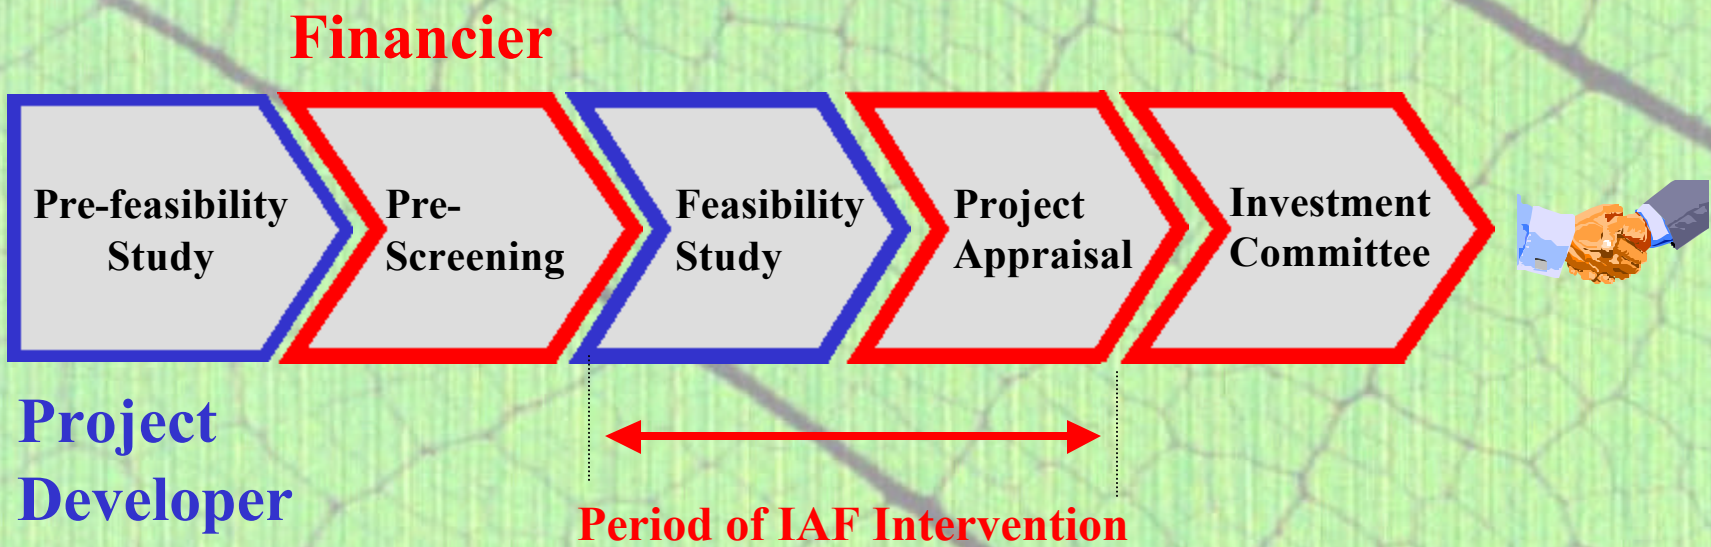 Financier
Pre-feasibility
Study
Pre-
Screening
Feasibility
Study
Project
Appraisal
Investment
Committee
Project
Developer
Period of IAF Intervention